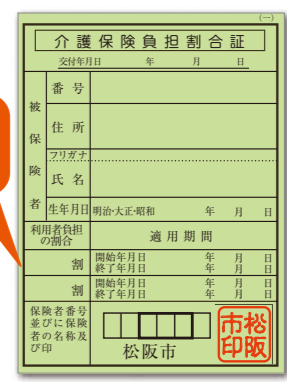 (一)
介護保険負担割合証
交付年月日 年 月 日
被保険者
番号
住所
フリガナ
氏名
生年月日 明治・大正・昭和 年 月 日
利用者負担の割合 適用期間
割 開始年月日 年 月 日
終了年月日 年 月 日
割 開始年月日 年 月 日
終了年月日 年 月 日
保険者番号
並びに保険
者の名称及
び印
松阪市
松阪市印